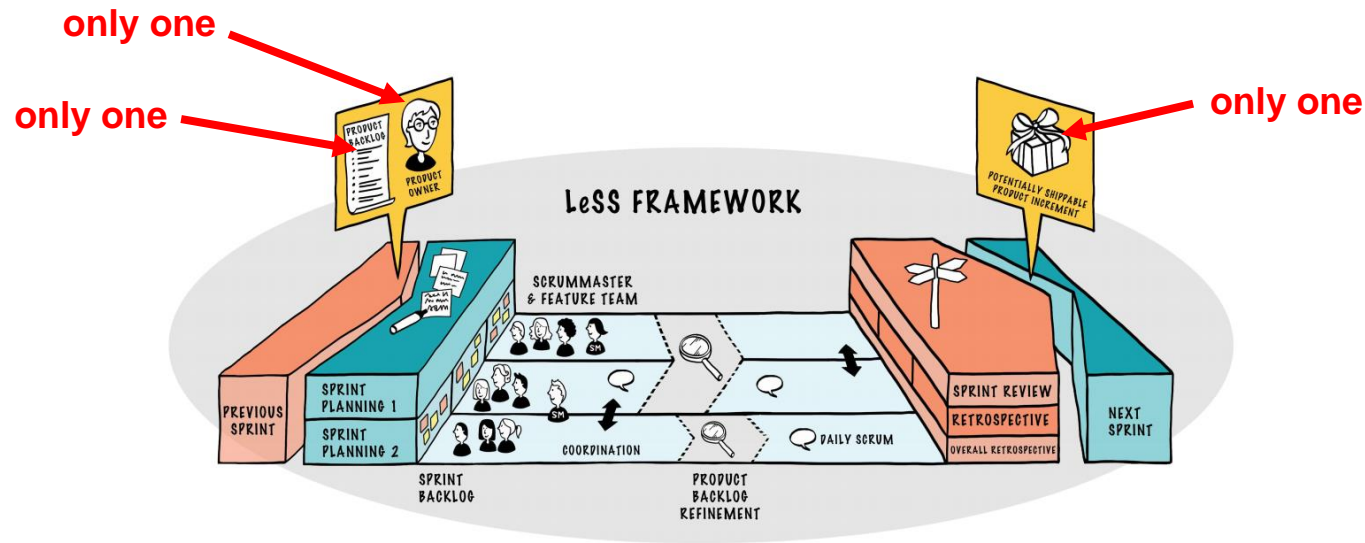 only one
only one
only one
PRODUCT
BACKLOG
PRODUCT
OWNER
POTENTIALLY SHIPPABLE
PRODUCT INCREMENT
LeSS FRAMEWORK
SCRUMMASTER
& FEATURE TEAM
SM
SM
PREVIOUS
SPRINT
SPRINT
PLANNING 1
SPRINT
PLANNING 2
COORDINATION
DAILY SCRUM
SPRINT REVIEW
RETROSPECTIVE
OVERALL RETROSPECTIVE
NEXT
SPRINT
SPRINT
BACKLOG
PRODUCT
BACKLOG
REFINEMENT